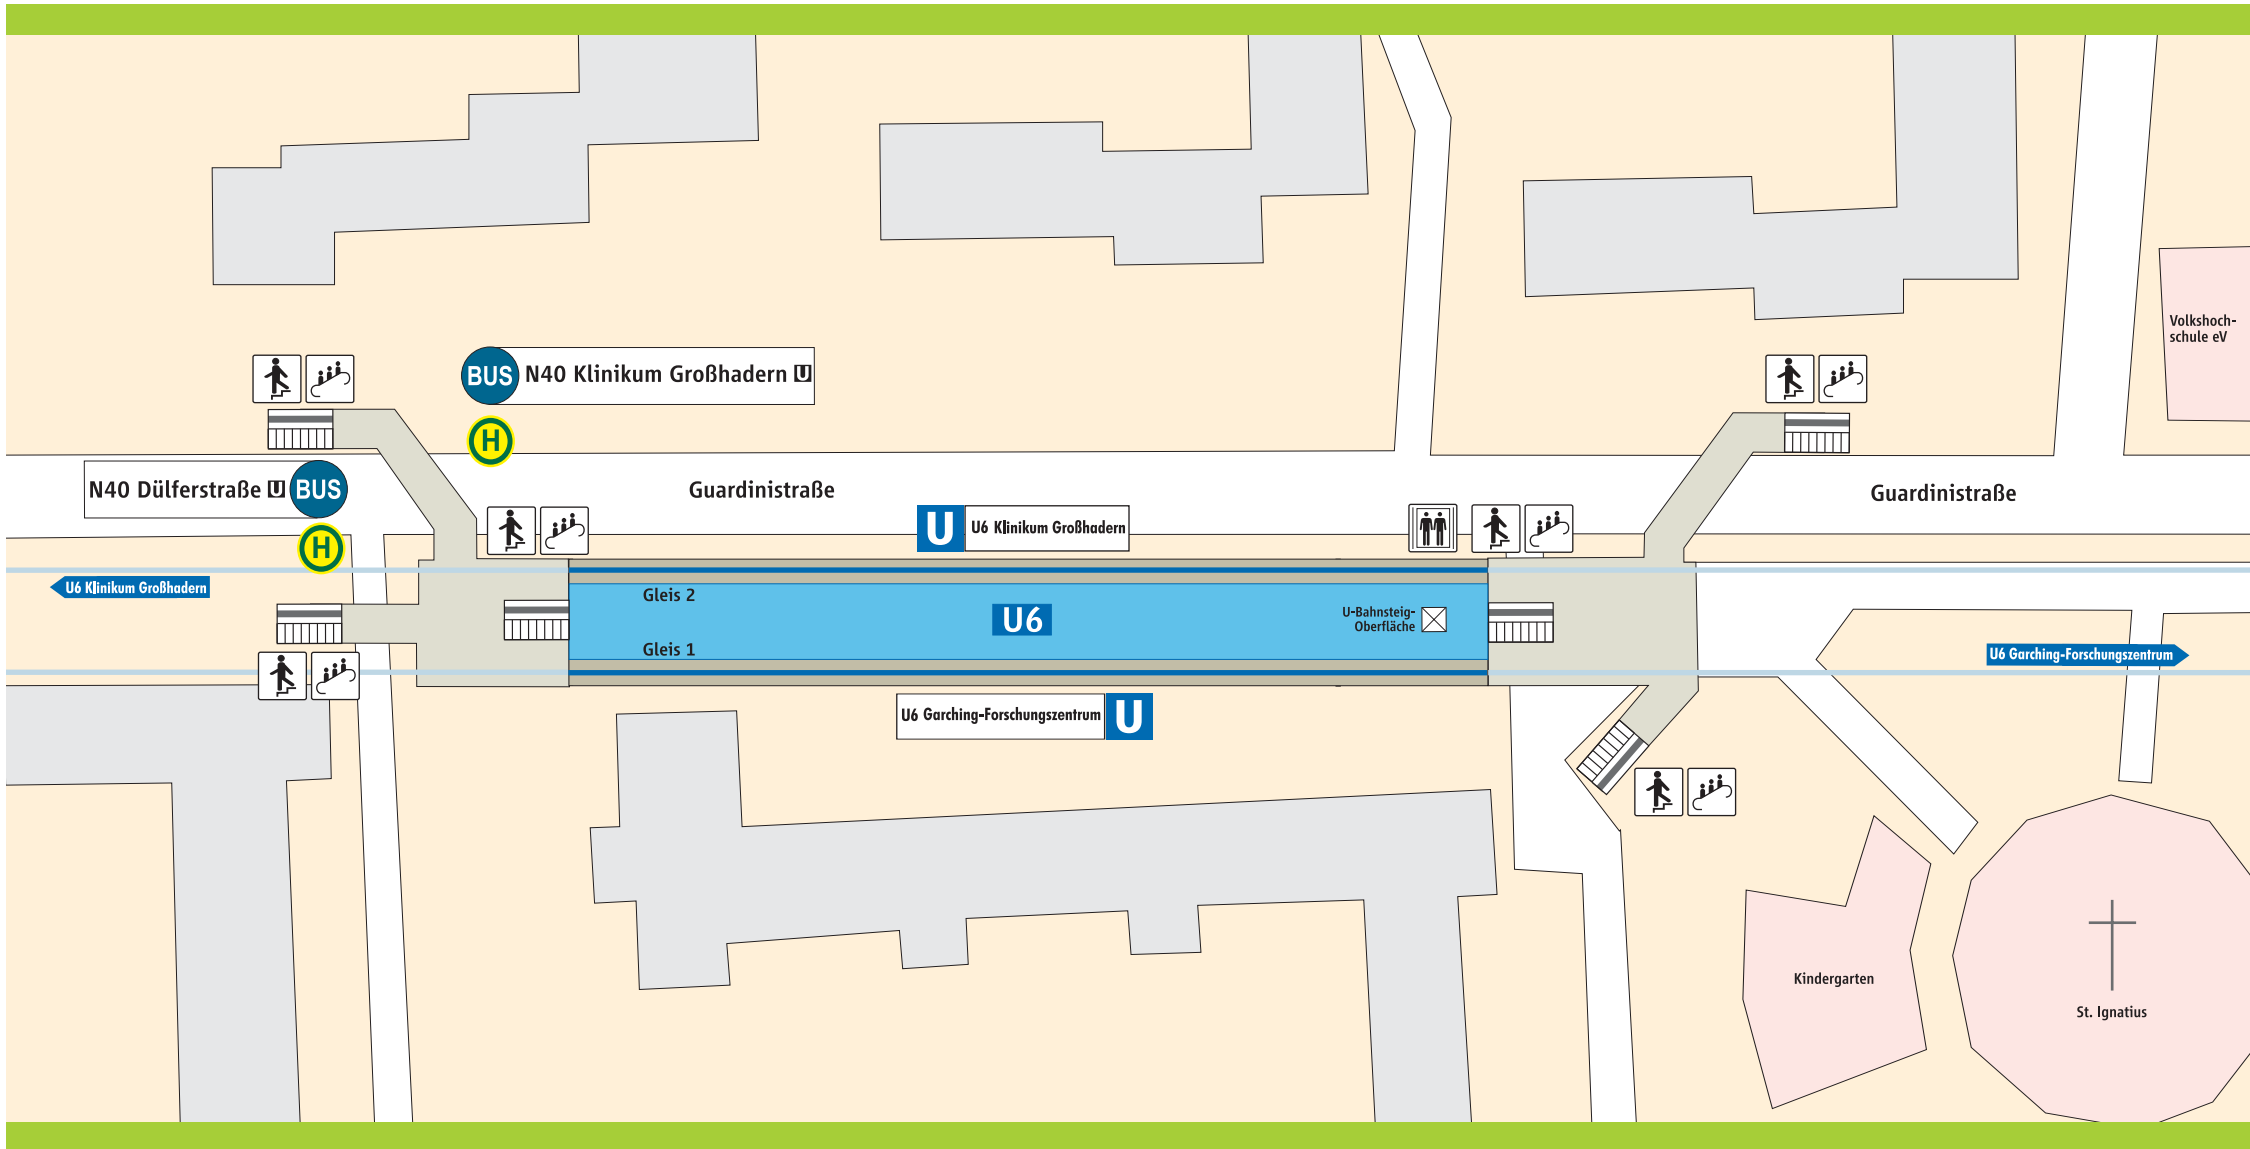 Volkshoch-
schule eV
BUS N40 Klinikum Großhadern U
H
N40 Dülferstraße U BUS
H
Guardinistraße
Guardinistraße
U U6 Klinikum Großhadern
U6 Klinikum Großhadern
Gleis 2
U6
U-Bahnsteig-
Oberfläche
Gleis 1
U6 Garching-Forschungszentrum
U6 Garching-Forschungszentrum U
Kindergarten
St. Ignatius